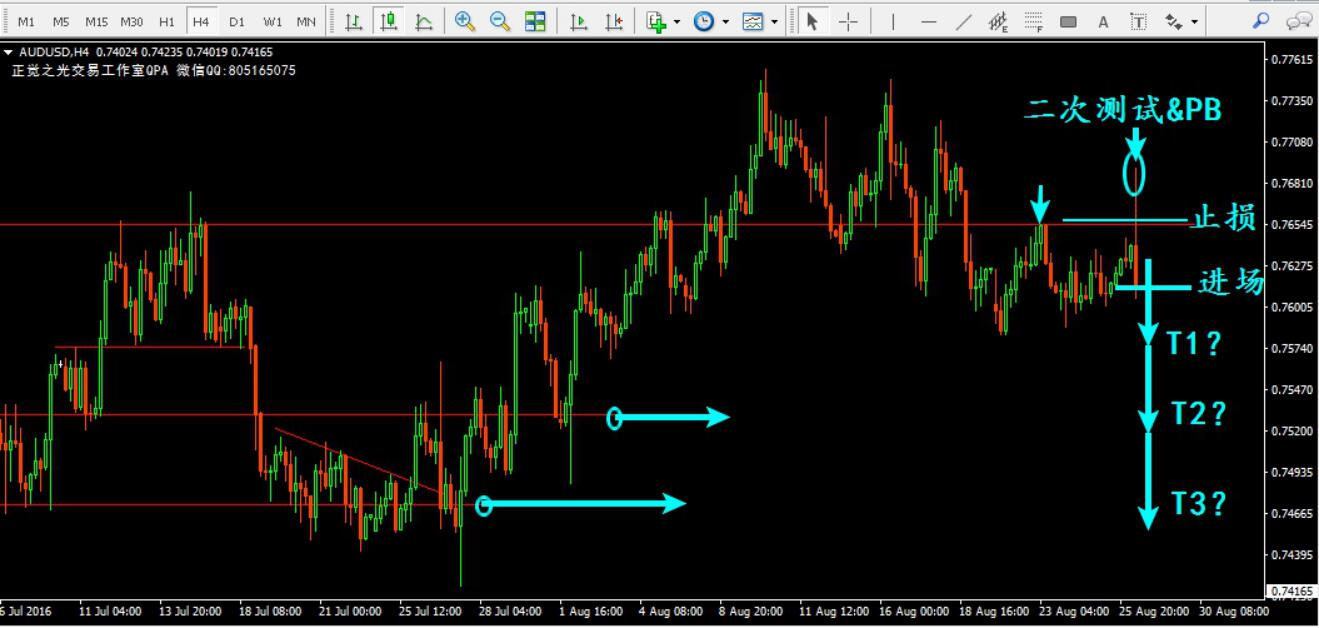 M1 M5 M15 M30 H1 H4 D1 W1 MN
E F A T
AUDUSD,H4 0.74024 0.74235 0.74019 0.74165
正觉之光交易工作室QPA 微信QQ:805165075
二次测试&PB
止损
进场
T1?
T2?
T3?
0.77615
0.77350
0.77080
0.76810
0.76545
0.76275
0.76005
0.75740
0.75470
0.75200
0.74935
0.74665
0.74395
0.74165
6 Jul 2016 11 Jul 04:00 13 Jul 20:00 18 Jul 08:00 21 Jul 00:00 25 Jul 12:00 28 Jul 04:00 1 Aug 16:00 4 Aug 08:00 8 Aug 20:00 11 Aug 12:00 16 Aug 00:00 18 Aug 16:00 23 Aug 04:00 25 Aug 20:00 30 Aug 08:00